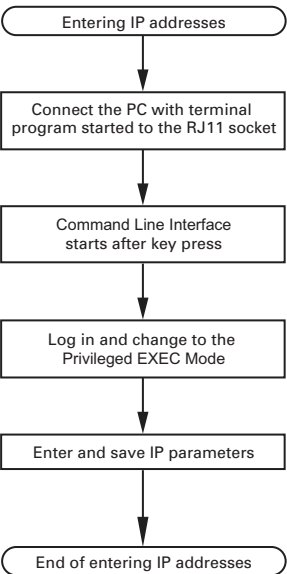 Entering IP addresses
Connect the PC with terminal
program started to the RJ11 socket
Command Line Interface
starts after key press
Log in and change to the
Privileged EXEC Mode
Enter and save IP parameters
End of entering IP addresses